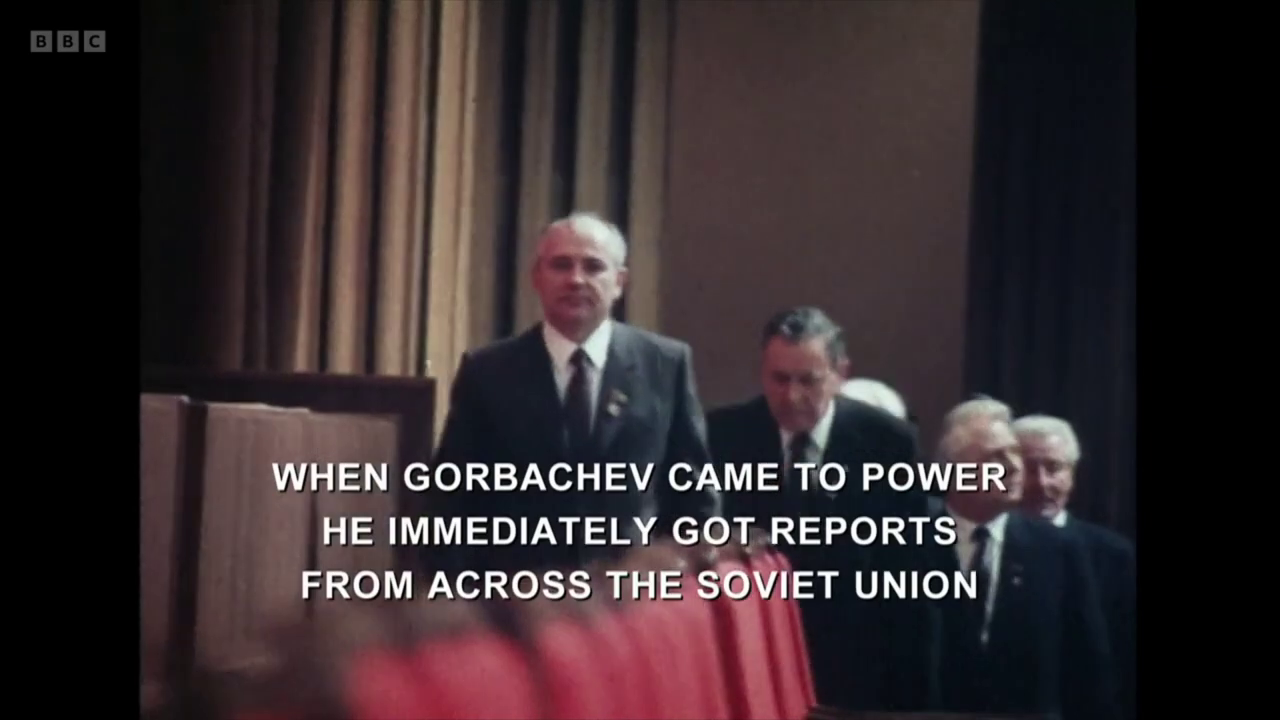 BBC
WHEN GORBACHEV CAME TO POWER
HE IMMEDIATELY GOT REPORTS
FROM ACROSS THE SOVIET UNION